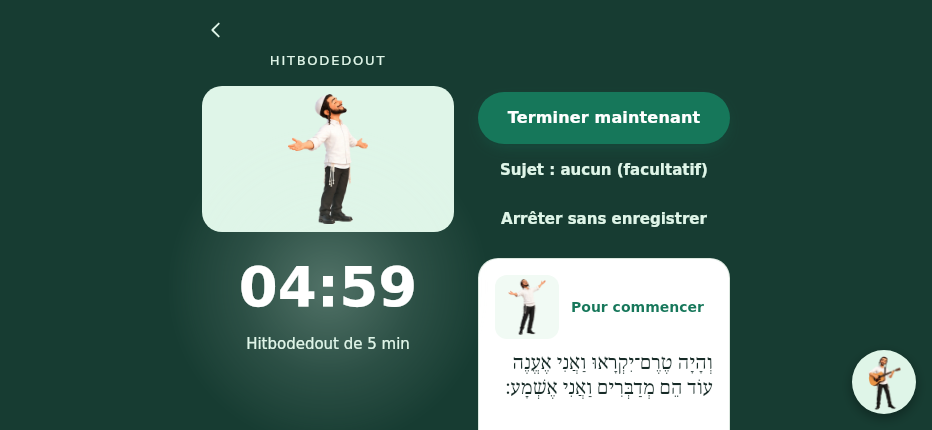 HITBODEDOUT
04:59
Hitbodedout de 5 min
Terminer maintenant
Sujet : aucun (facultatif)
Arrêter sans enregistrer
Pour commencer
וְהָיָה טֶרֶם־יִקְרָאוּ וַאֲנִי אֶעֱנֶה
עוֹד הֵם מְדַבְּרִים וַאֲנִי אֶשְׁמָע: